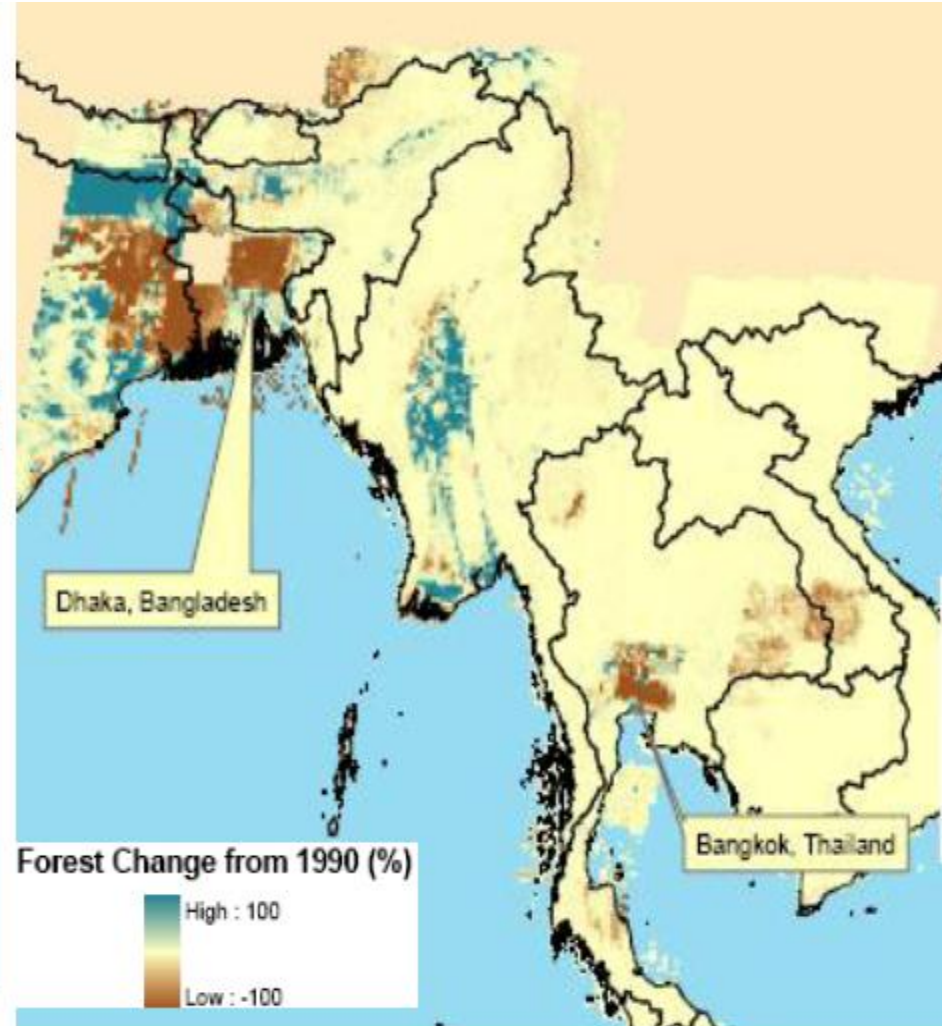 Dhaka, Bangladesh
Bangkok, Thailand
Forest Change from 1990 (%)
High : 100
Low : -100